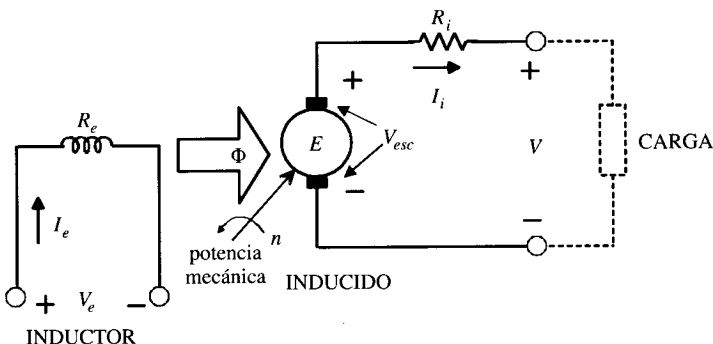 R_i
+
I_i
+
R_e
Φ
E
V_esc
V
CARGA
I_e
−
n
potencia
mecánica
−
INDUCIDO
+
V_e
−
INDUCTOR